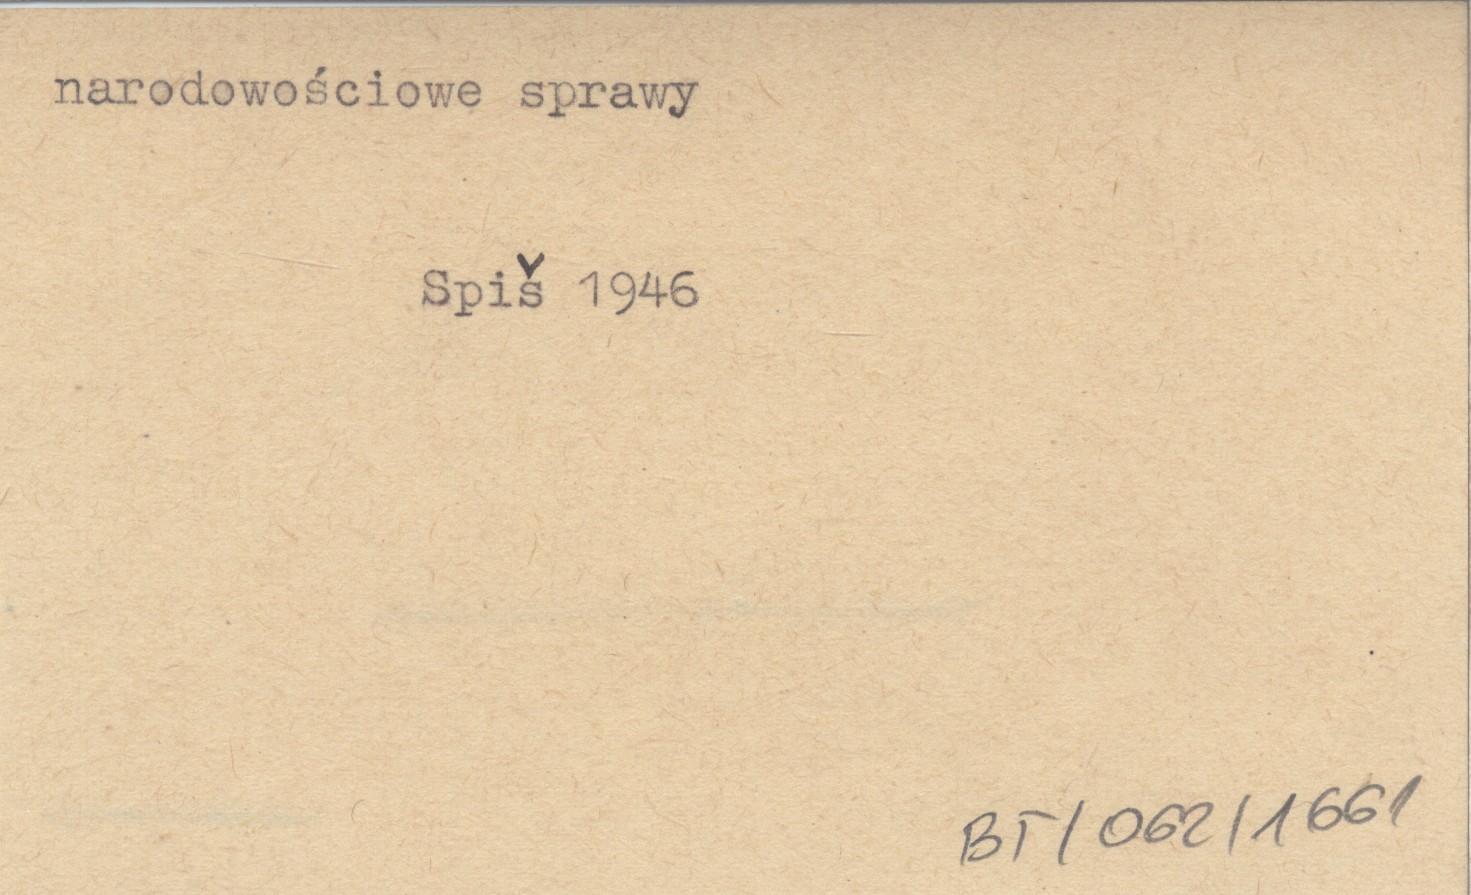 narodowościowe sprawy
Spiš 1946
BT/062/1661